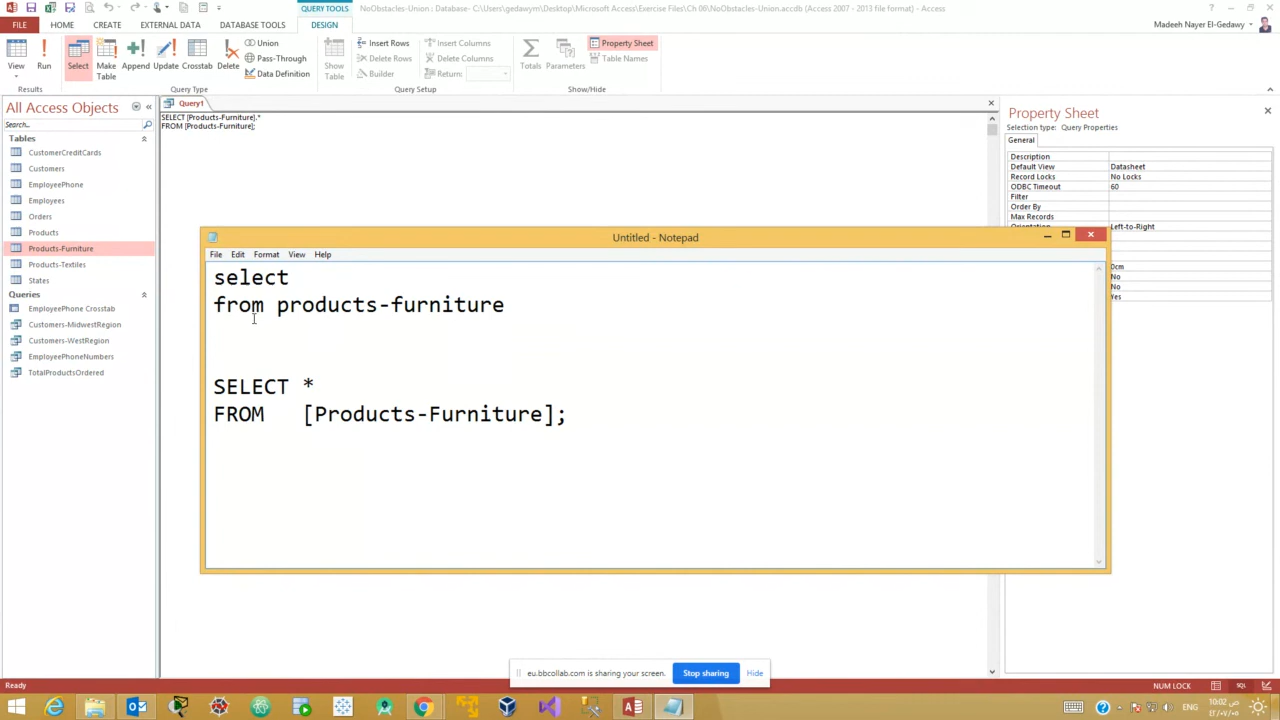 NoObstacles-Union : Database- C:\Users\gedawym\Desktop\Microsoft Access\Exercise Files\Ch 06\NoObstacles-Union.accdb (Access 2007 - 2013 file format) - Access
QUERY TOOLS
FILE HOME CREATE EXTERNAL DATA DATABASE TOOLS DESIGN
Madeeh Nayer El-Gedawy
View Run Select Make Table Append Update Crosstab Delete
Union
Pass-Through
Data Definition
Show Table
Insert Rows
Delete Rows
Builder
Insert Columns
Delete Columns
Return:
Totals Parameters
Property Sheet
Table Names
Results Query Type Query Setup Show/Hide
All Access Objects
Search...
Tables
CustomerCreditCards
Customers
EmployeePhone
Employees
Orders
Products
Products-Furniture
Products-Textiles
States
Queries
EmployeePhone Crosstab
Customers-MidwestRegion
Customers-WestRegion
EmployeePhoneNumbers
TotalProductsOrdered
Query1
SELECT [Products-Furniture].*
FROM [Products-Furniture];
Untitled - Notepad
File Edit Format View Help
select
from products-furniture
SELECT *
FROM [Products-Furniture];
Property Sheet
Selection type: Query Properties
General
Description
Default View Datasheet
Record Locks No Locks
ODBC Timeout 60
Filter
Order By
Max Records
Left-to-Right
0cm
No
No
Yes
eu.bbcollab.com is sharing your screen. Stop sharing Hide
Ready
NUM LOCK
SQL
ENG